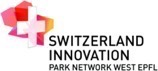 SWITZERLAND
INNOVATION
PARK NETWORK WEST EPFL